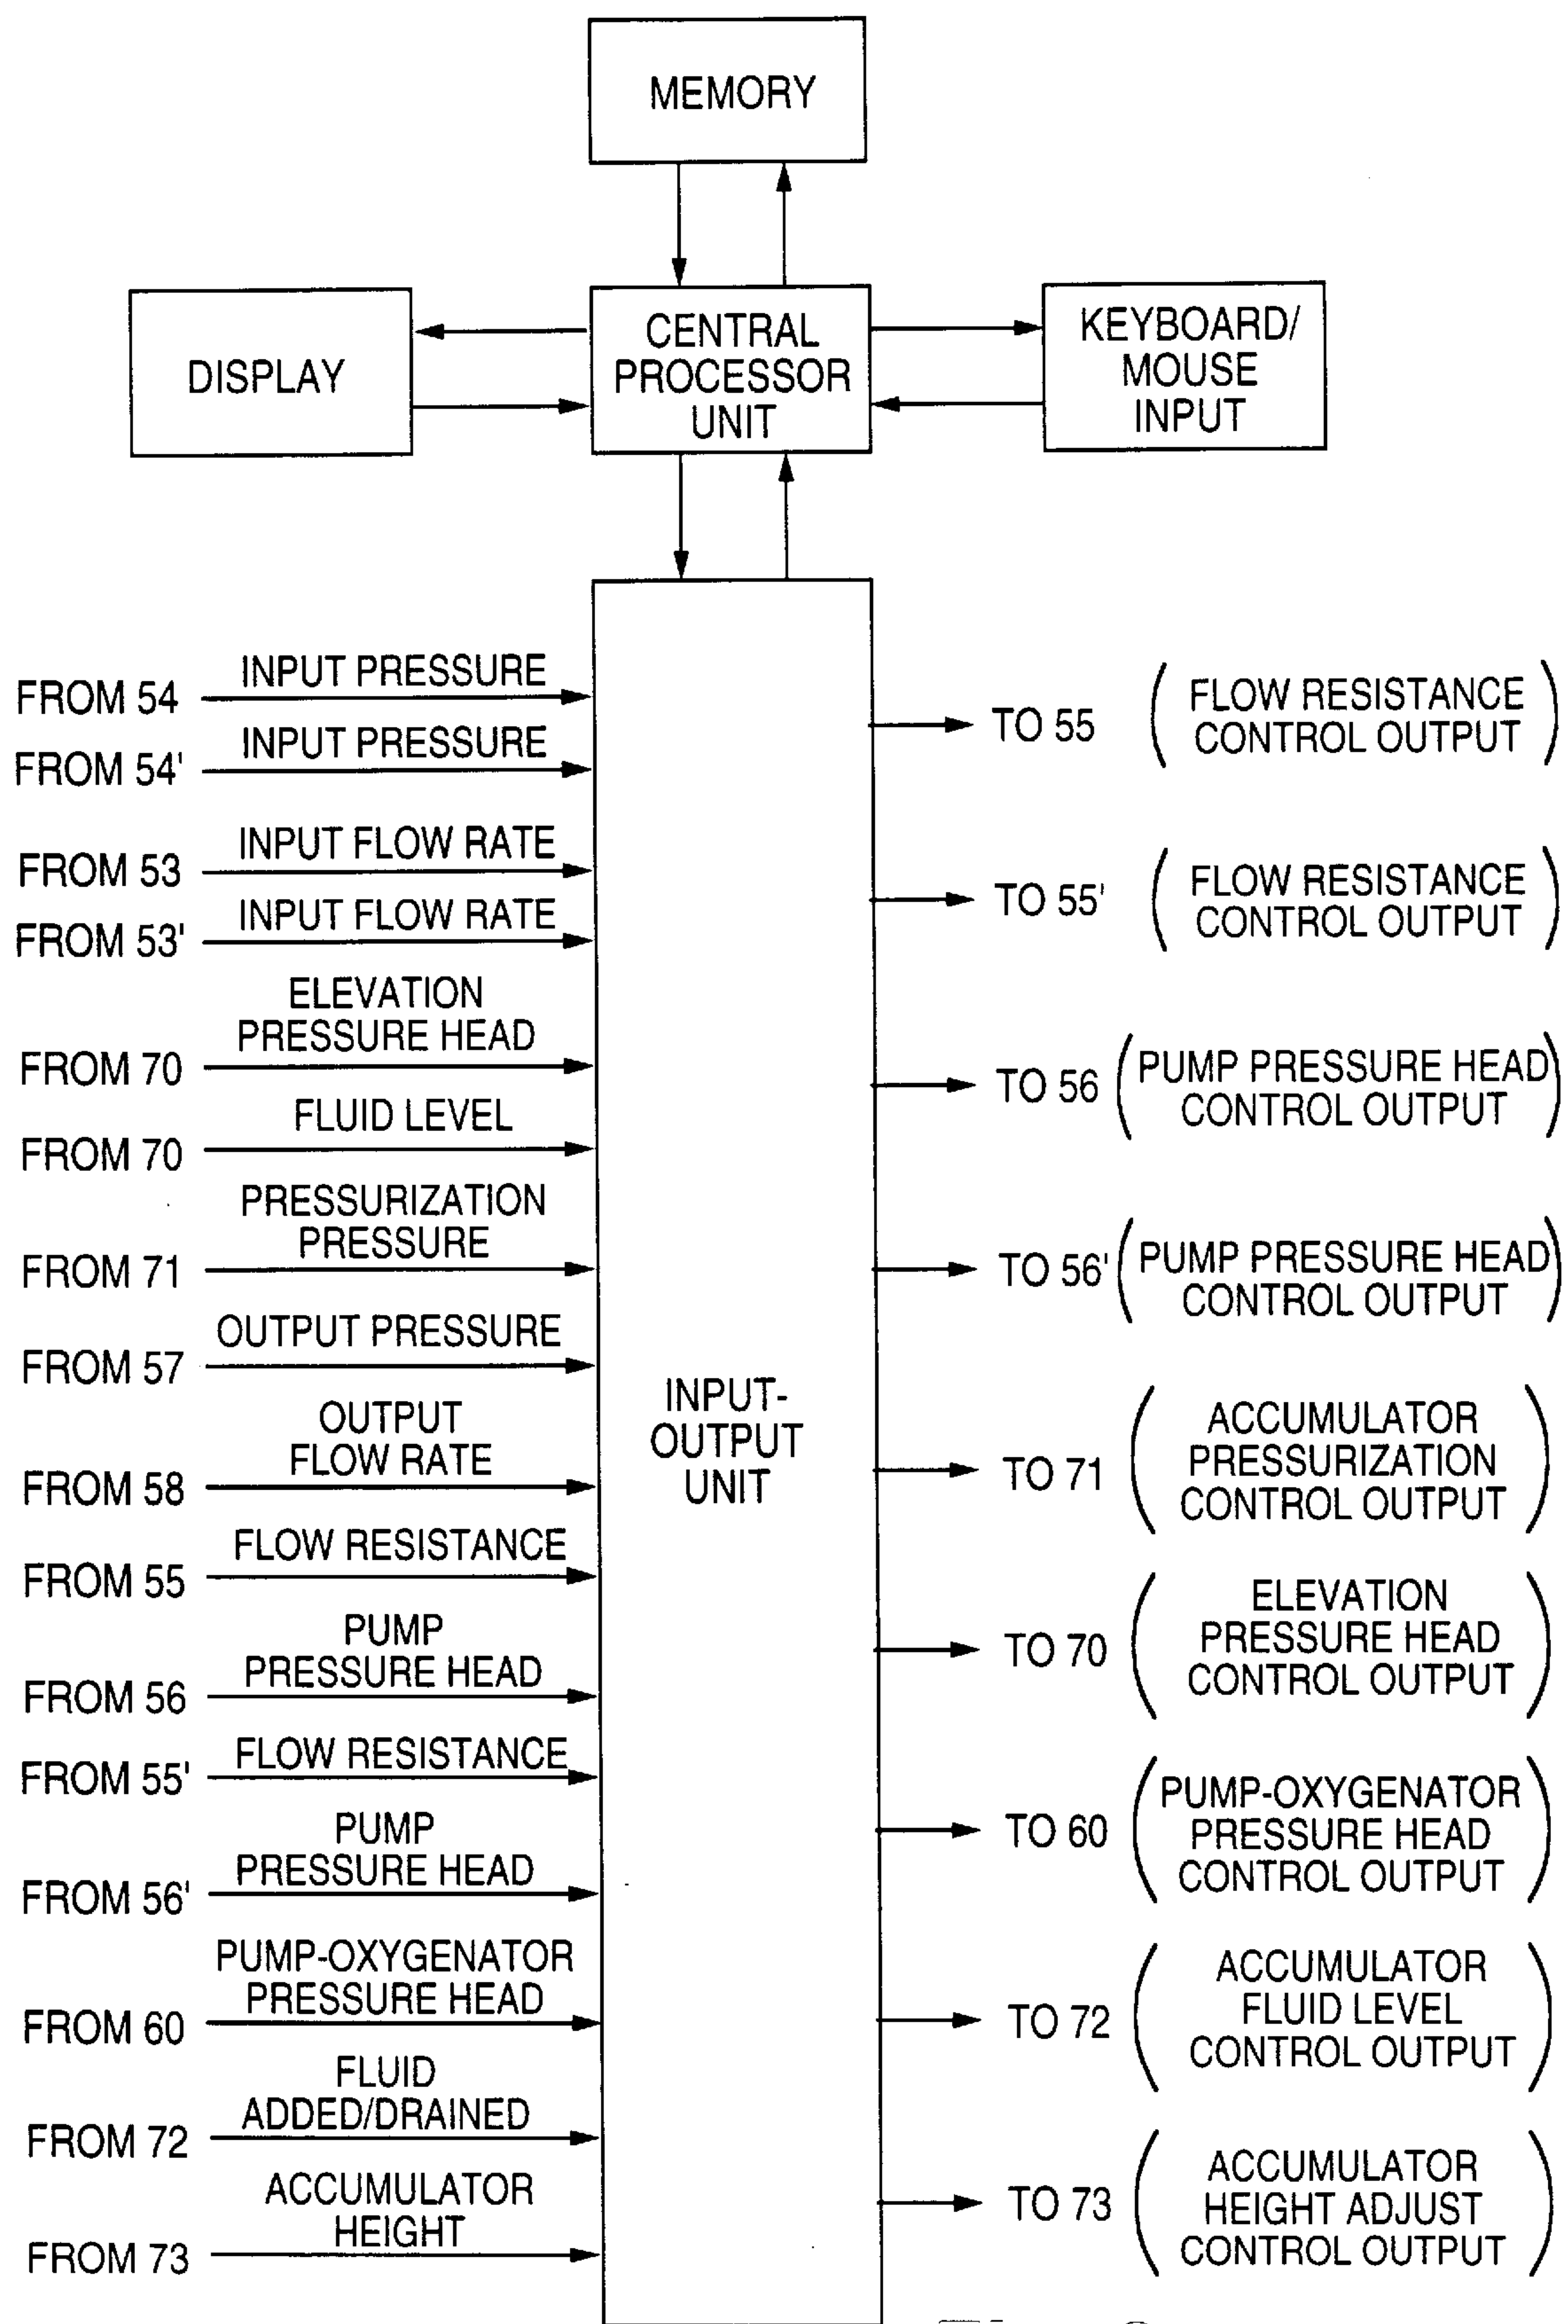 MEMORY
DISPLAY
CENTRAL
PROCESSOR
UNIT
KEYBOARD/
MOUSE
INPUT
FROM 54 INPUT PRESSURE
FROM 54' INPUT PRESSURE
FROM 53 INPUT FLOW RATE
FROM 53' INPUT FLOW RATE
ELEVATION
FROM 70 PRESSURE HEAD
FROM 70 FLUID LEVEL
PRESSURIZATION
FROM 71 PRESSURE
FROM 57 OUTPUT PRESSURE
OUTPUT
FROM 58 FLOW RATE
FROM 55 FLOW RESISTANCE
PUMP
FROM 56 PRESSURE HEAD
FROM 55' FLOW RESISTANCE
PUMP
FROM 56' PRESSURE HEAD
PUMP-OXYGENATOR
FROM 60 PRESSURE HEAD
FLUID
FROM 72 ADDED/DRAINED
ACCUMULATOR
FROM 73 HEIGHT
INPUT-
OUTPUT
UNIT
TO 55 ( FLOW RESISTANCE
CONTROL OUTPUT )
TO 55' ( FLOW RESISTANCE
CONTROL OUTPUT )
TO 56 ( PUMP PRESSURE HEAD
CONTROL OUTPUT )
TO 56' ( PUMP PRESSURE HEAD
CONTROL OUTPUT )
TO 71 ( ACCUMULATOR
PRESSURIZATION
CONTROL OUTPUT )
TO 70 ( ELEVATION
PRESSURE HEAD
CONTROL OUTPUT )
TO 60 ( PUMP-OXYGENATOR
PRESSURE HEAD
CONTROL OUTPUT )
TO 72 ( ACCUMULATOR
FLUID LEVEL
CONTROL OUTPUT )
TO 73 ( ACCUMULATOR
HEIGHT ADJUST
CONTROL OUTPUT )